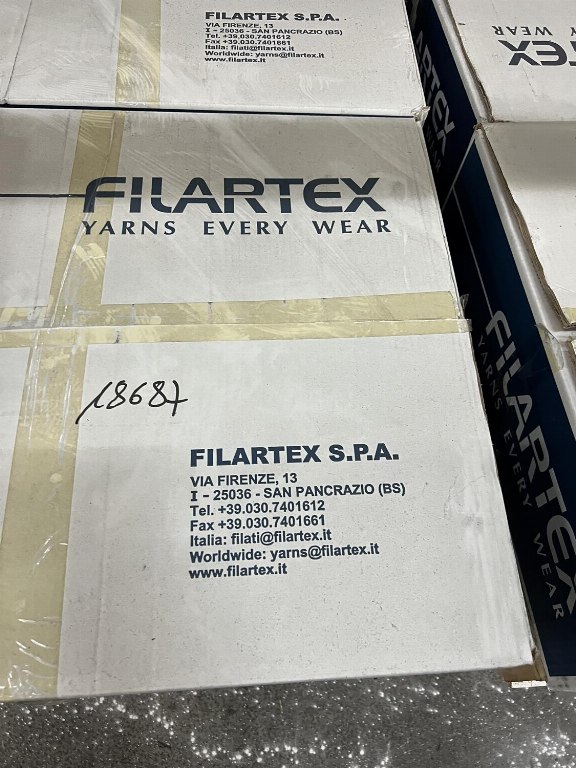 FILARTEX S.P.A.
VIA FIRENZE, 13
I - 25036 - SAN PANCRAZIO (BS)
Tel. +39.030.7401612
Fax +39.030.7401661
Italia: filati@filartex.it
Worldwide: yarns@filartex.it
www.filartex.it
WEAR
FILARTEX
FILARTEX
FILARTEX
YARNS EVERY WEAR
18687
FILARTEX S.P.A.
VIA FIRENZE, 13
I - 25036 - SAN PANCRAZIO (BS)
Tel. +39.030.7401612
Fax +39.030.7401661
Italia: filati@filartex.it
Worldwide: yarns@filartex.it
www.filartex.it
FILARTEX
YARNS EVERY WEAR